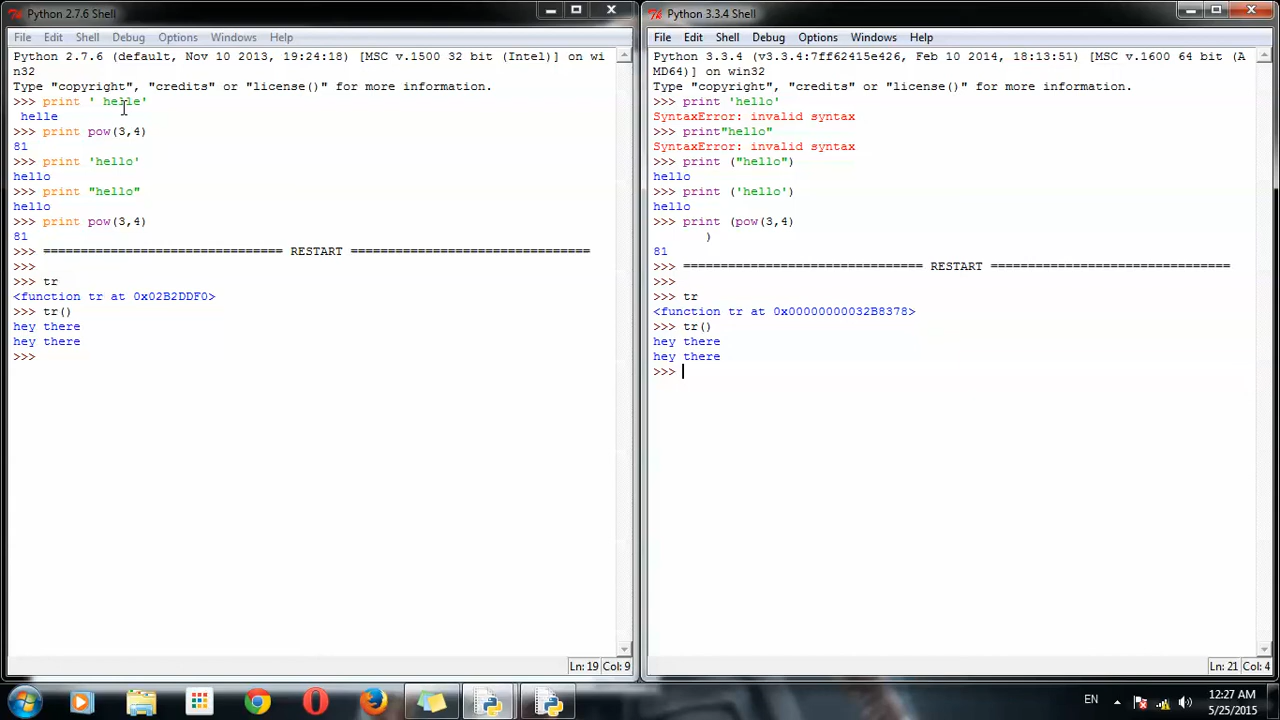 Python 2.7.6 Shell
File Edit Shell Debug Options Windows Help
Python 2.7.6 (default, Nov 10 2013, 19:24:18) [MSC v.1500 32 bit (Intel)] on wi
n32
Type "copyright", "credits" or "license()" for more information.
>>> print ' helle'
 helle
>>> print pow(3,4)
81
>>> print 'hello'
hello
>>> print "hello"
hello
>>> print pow(3,4)
81
>>> ================================ RESTART ================================
>>>
>>> tr
<function tr at 0x02B2DDF0>
>>> tr()
hey there
hey there
>>>
Ln: 19 Col: 9
Python 3.3.4 Shell
File Edit Shell Debug Options Windows Help
Python 3.3.4 (v3.3.4:7ff62415e426, Feb 10 2014, 18:13:51) [MSC v.1600 64 bit (A
MD64)] on win32
Type "copyright", "credits" or "license()" for more information.
>>> print 'hello'
SyntaxError: invalid syntax
>>> print"hello"
SyntaxError: invalid syntax
>>> print ("hello")
hello
>>> print ('hello')
hello
>>> print (pow(3,4)
)
81
>>> ================================ RESTART ================================
>>>
>>> tr
<function tr at 0x00000000032B8378>
>>> tr()
hey there
hey there
>>>
Ln: 21 Col: 4
EN
12:27 AM
5/25/2015